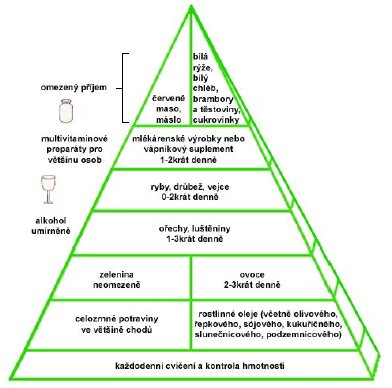 omezený příjem
multivitaminové
preparáty pro
většinu osob
alkohol
umírněně
červené
maso,
máslo
bílá
rýže,
bílý
chléb,
brambory
a těstoviny,
cukrovinky
mlékárenské výrobky nebo
vápníkový suplement
1-2krát denně
ryby, drůbež, vejce
0-2krát denně
ořechy, luštěniny
1-3krát denně
zelenina
neomezeně
ovoce
2-3krát denně
celozrnné potraviny
ve většině chodů
rostlinné oleje (včetně olivového,
řepkového, sójového, kukuřičného,
slunečnicového, podzemnicového)
každodenní cvičení a kontrola hmotnosti